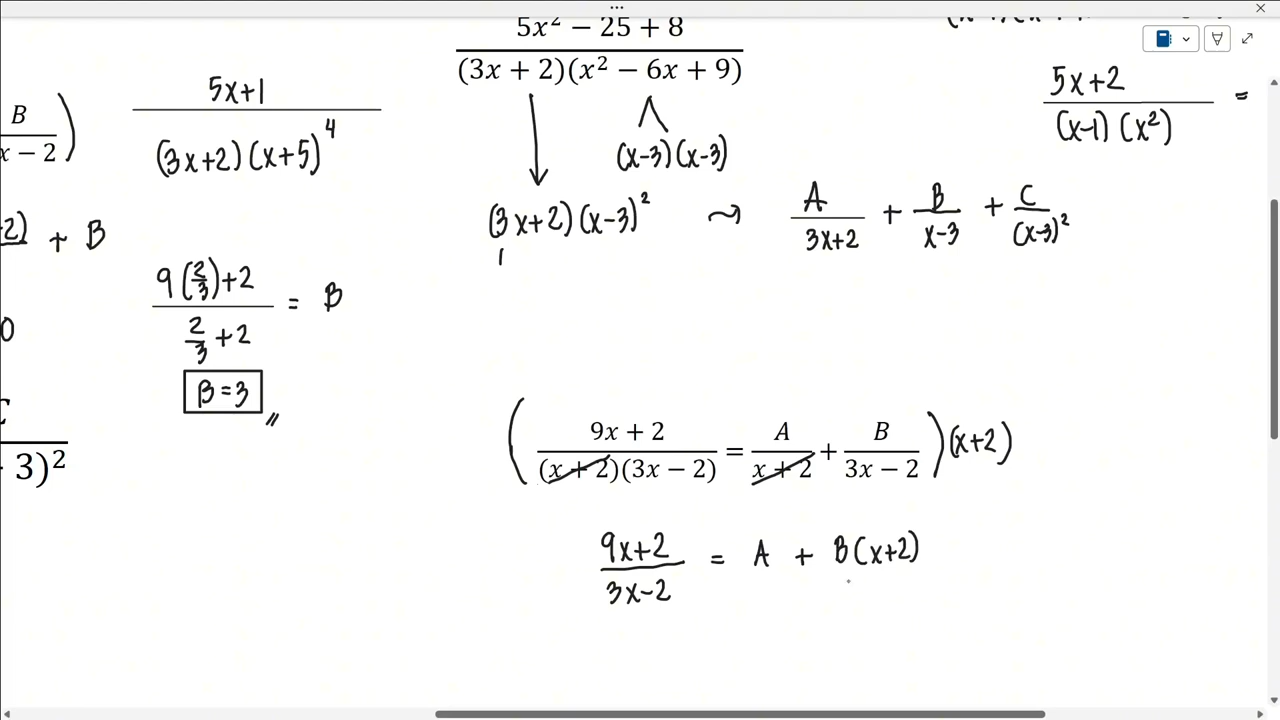 5x² − 25 + 8
(3x + 2)(x² − 6x + 9)
(x-3)(x-3)
(3x+2)(x-3)² ⤳ A/3x+2 + B/x-3 + C/(x-3)²
5x+2
(x-1)(x²) =
B
x − 2 )
5x+1
(3x+2)(x+5)⁴
2) + B
0
9(2/3)+2
2/3 +2
= B
B=3 //
3)²
( 9x + 2/(x + 2)(3x − 2) = A/x + 2 + B/3x − 2 )(x+2)
9x+2/3x-2 = A + B(x+2)